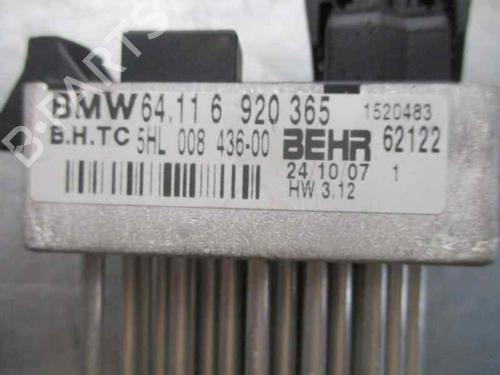 BMW 64.11 6 920 365 1520483
B.H.TC 5HL 008 436-00 BEHR 62122
24/10/07 1
HW 3.12
B-PARTS